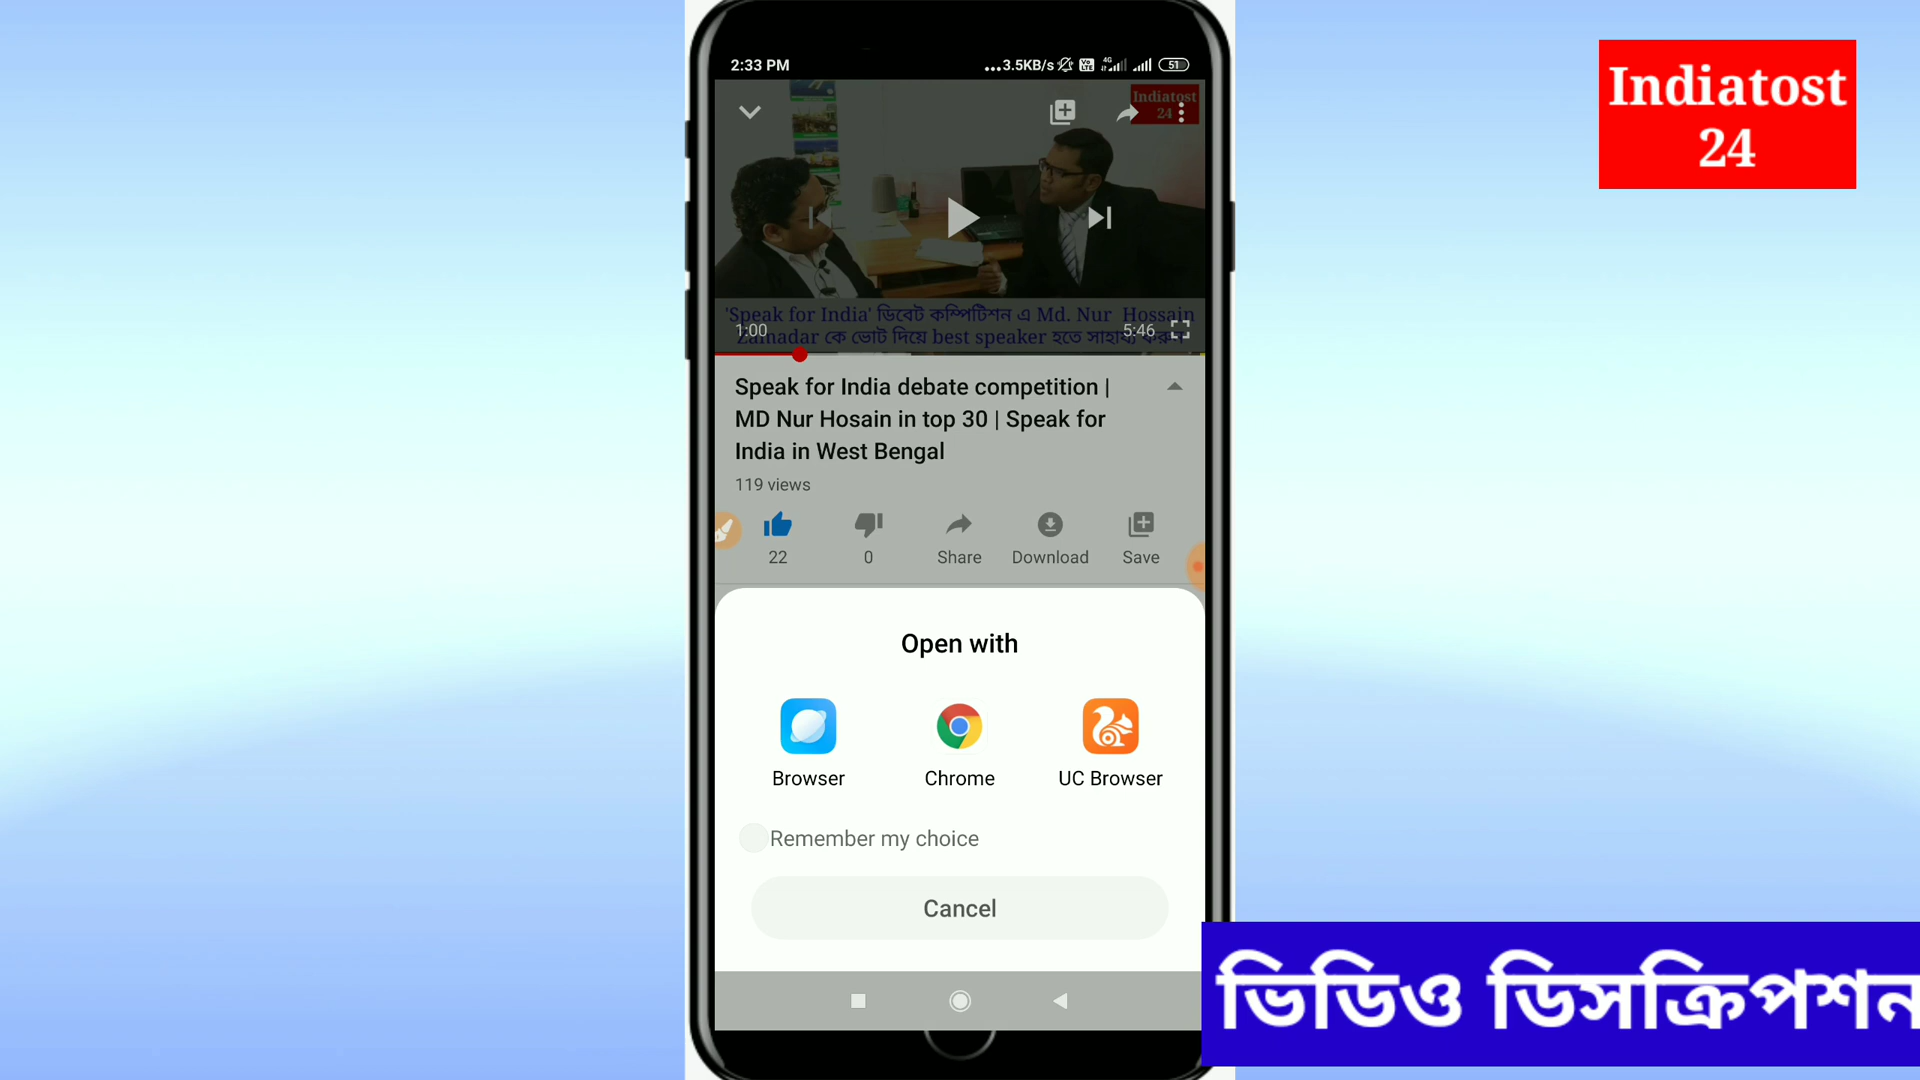 Indiatost
24
2:33 PM
...3.5KB/s
Vo
LTE
4G
51
Indiatost
24
'Speak for India' ডিবেট কম্পিটিশন এ Md. Nur Hossain
Zamadar কে ভোট দিয়ে best speaker হতে সাহায্য করুন
1:00
5:46
Speak for India debate competition |
MD Nur Hosain in top 30 | Speak for
India in West Bengal
119 views
22
0
Share
Download
Save
Open with
Browser
Chrome
UC Browser
Remember my choice
Cancel
ভিডিও ডিসক্রিপশন